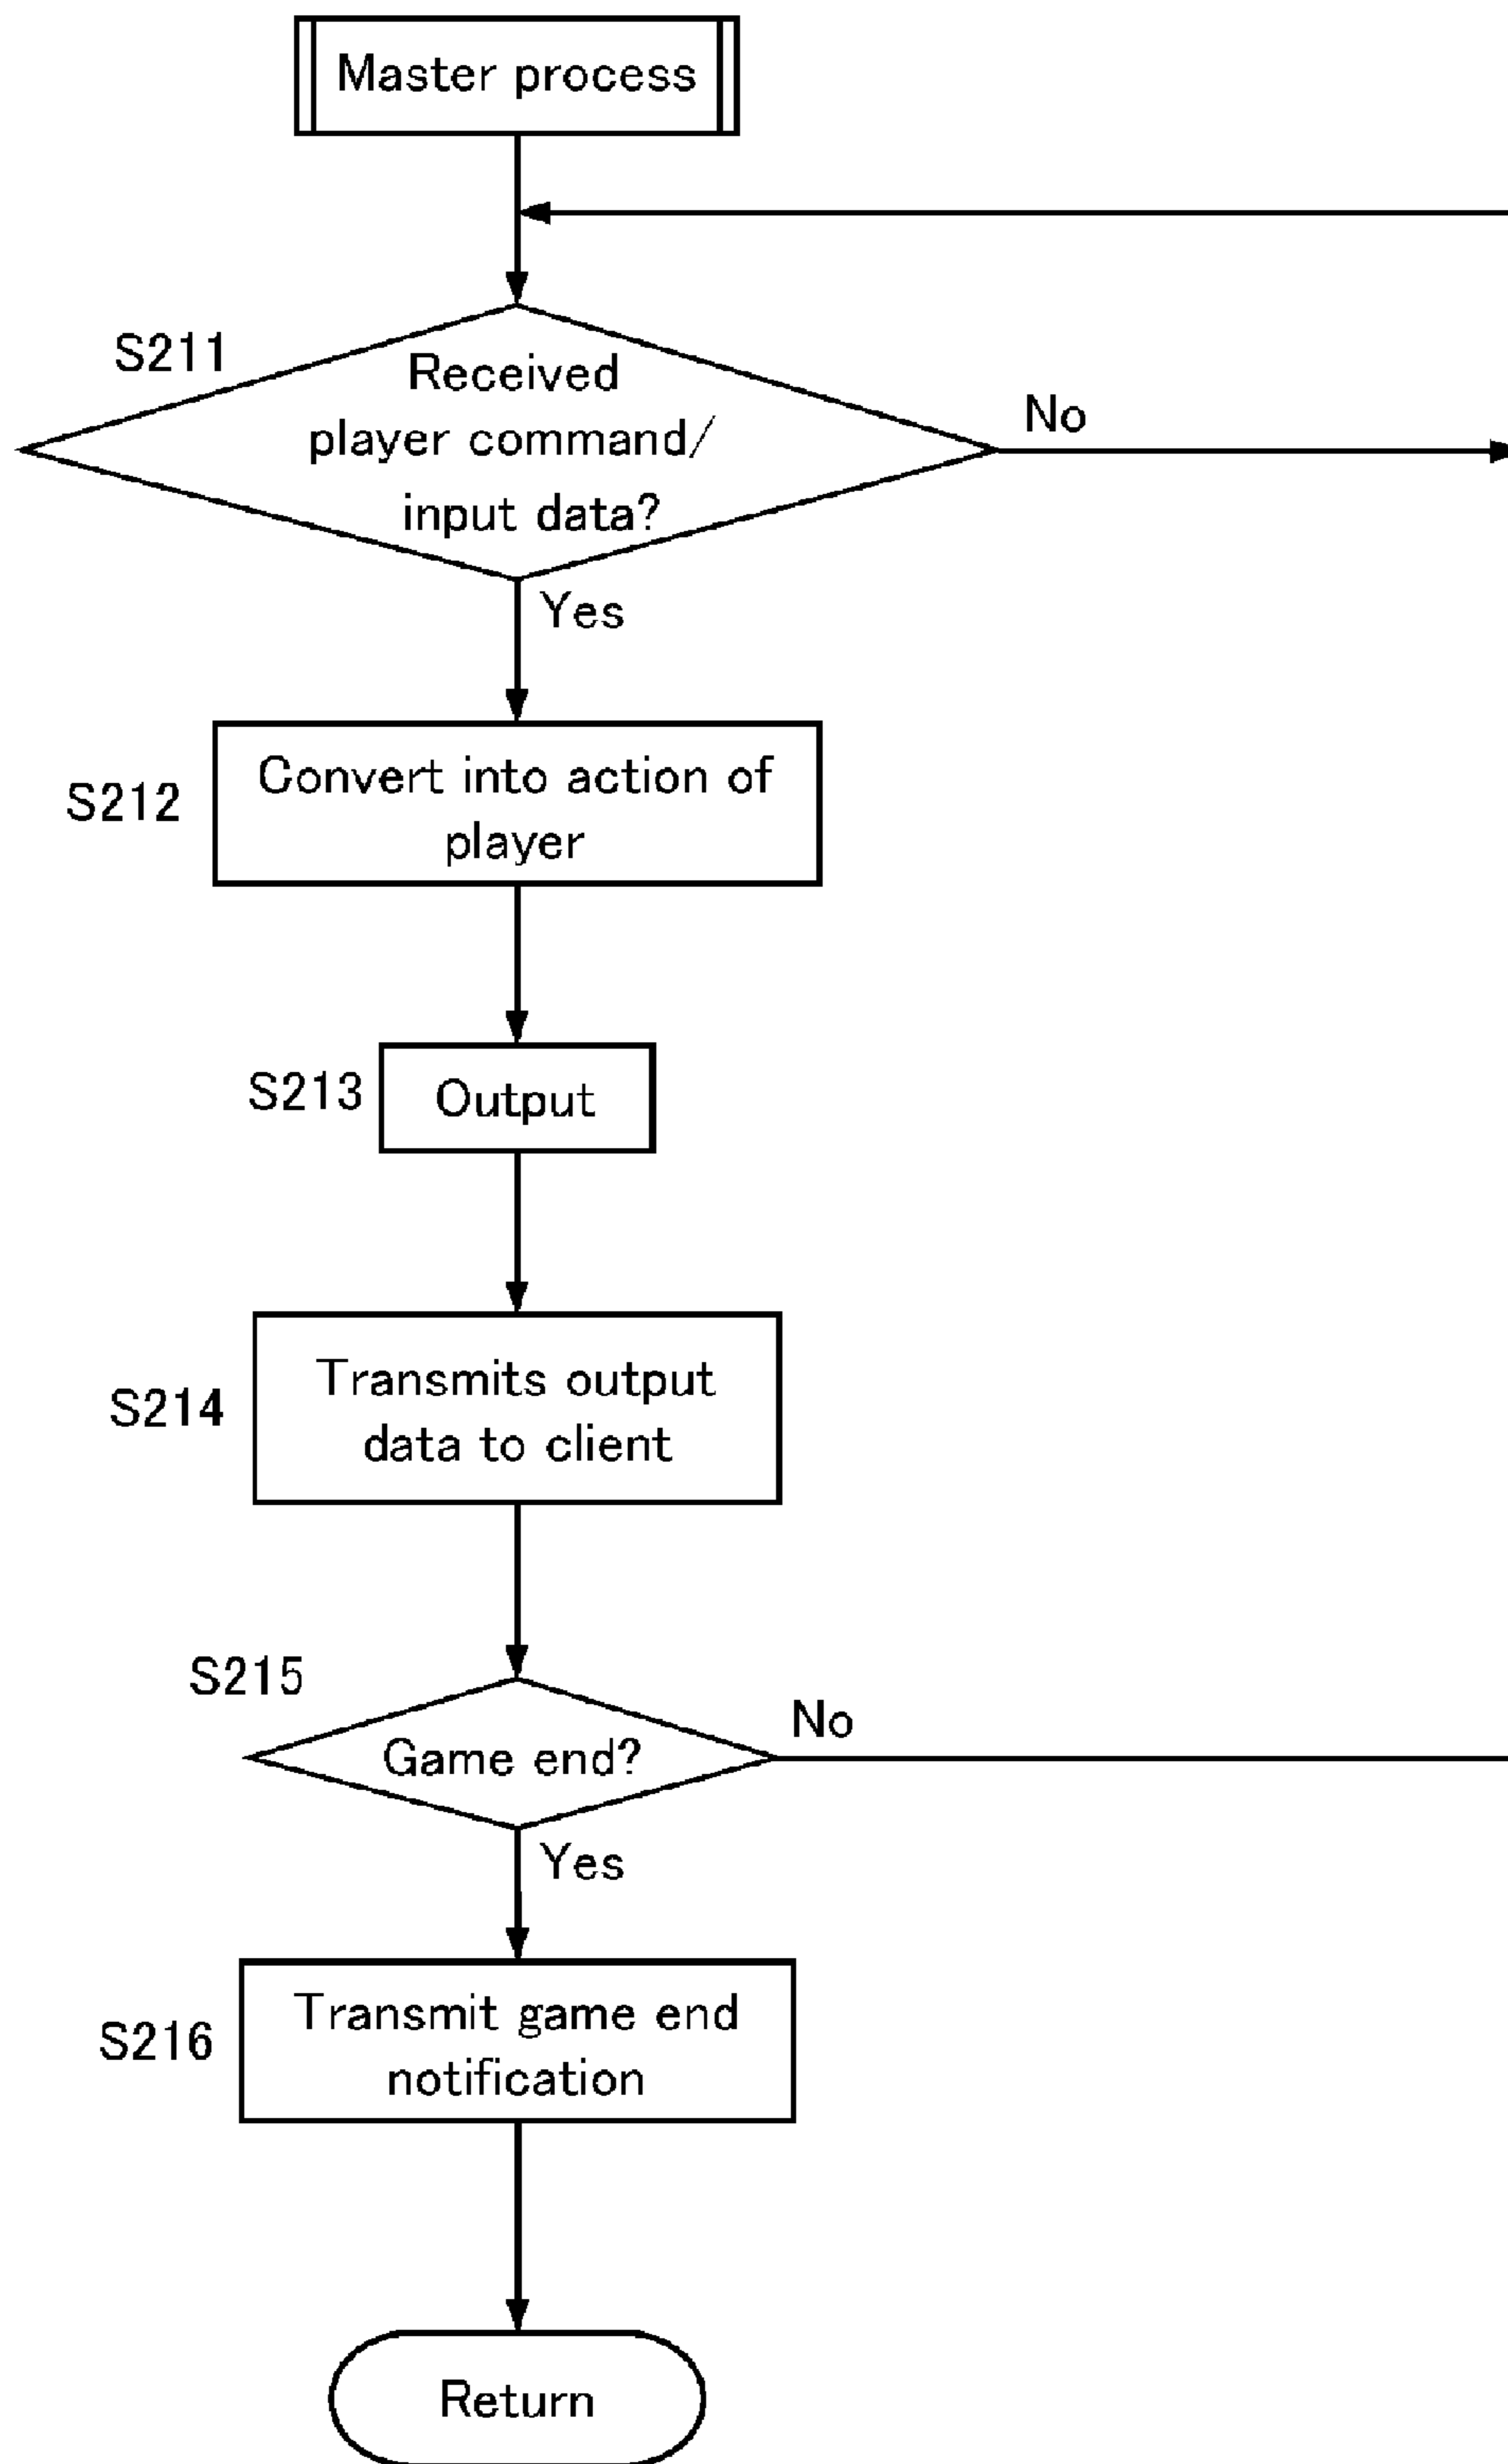 Master process
S211
Received
player command/
input data?
No
Yes
S212
Convert into action of
player
S213
Output
S214
Transmits output
data to client
S215
Game end?
No
Yes
S216
Transmit game end
notification
Return